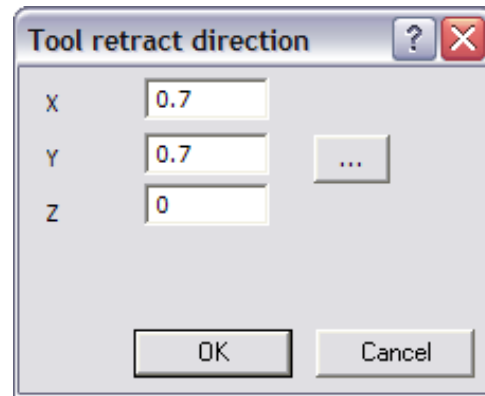 Tool retract direction ?
X 0.7
Y 0.7 ...
Z 0
OK Cancel